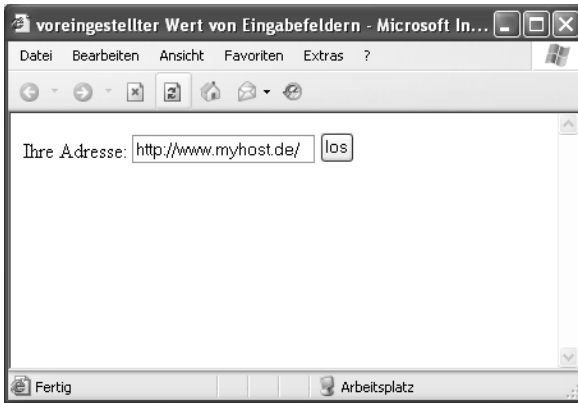 voreingestellter Wert von Eingabefeldern - Microsoft In...
Datei Bearbeiten Ansicht Favoriten Extras ?
Ihre Adresse: http://www.myhost.de/ los
Fertig Arbeitsplatz